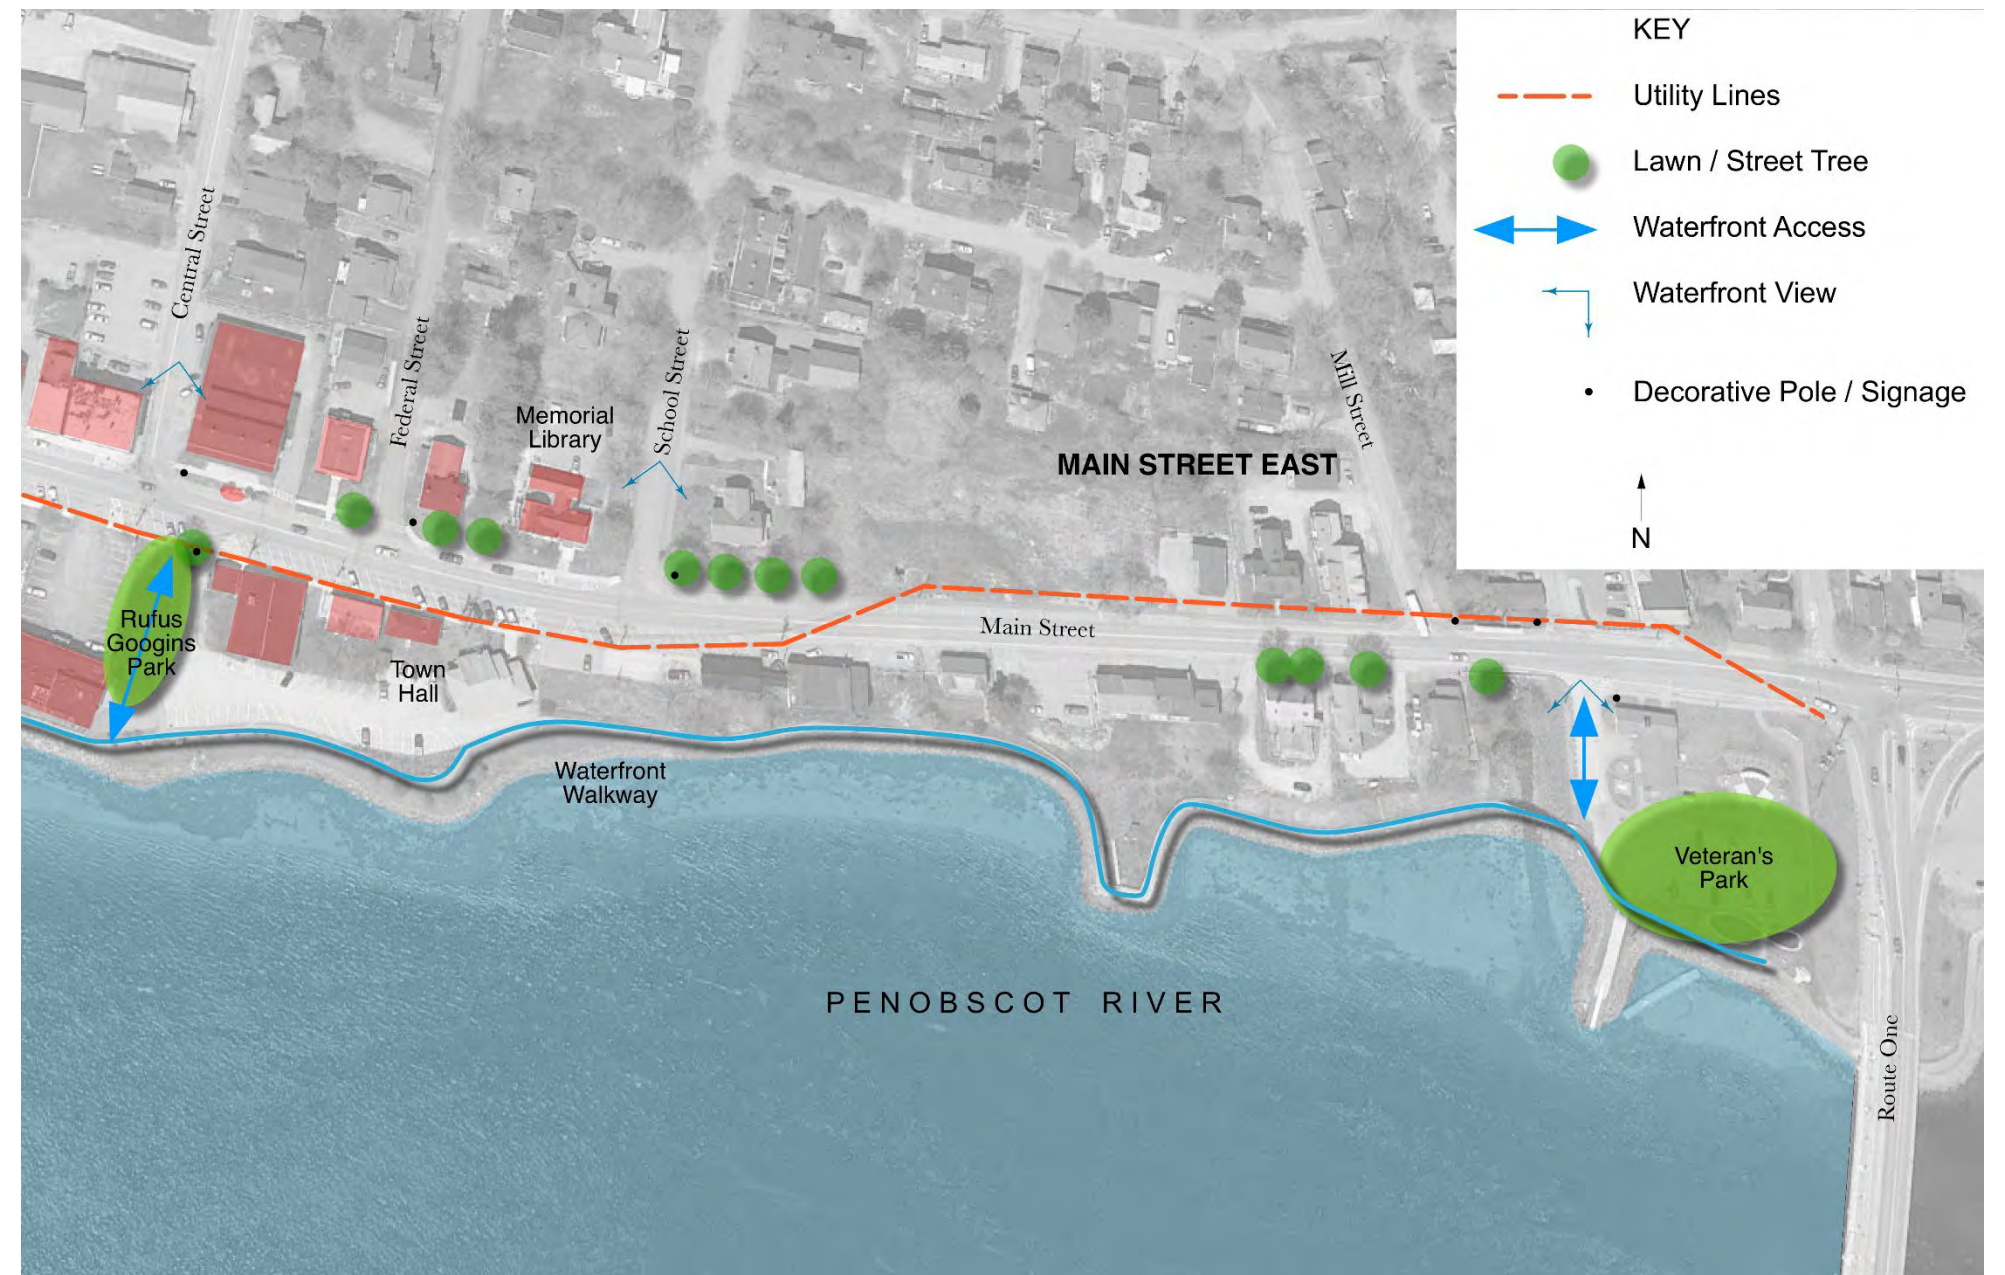 KEY
Utility Lines
Lawn / Street Tree
Waterfront Access
Waterfront View
Decorative Pole / Signage
N
Central Street
Federal Street
Memorial
Library
School Street
Mill Street
MAIN STREET EAST
Main Street
Rufus
Googins
Park
Town
Hall
Waterfront
Walkway
Veteran's
Park
PENOBSCOT RIVER
Route One